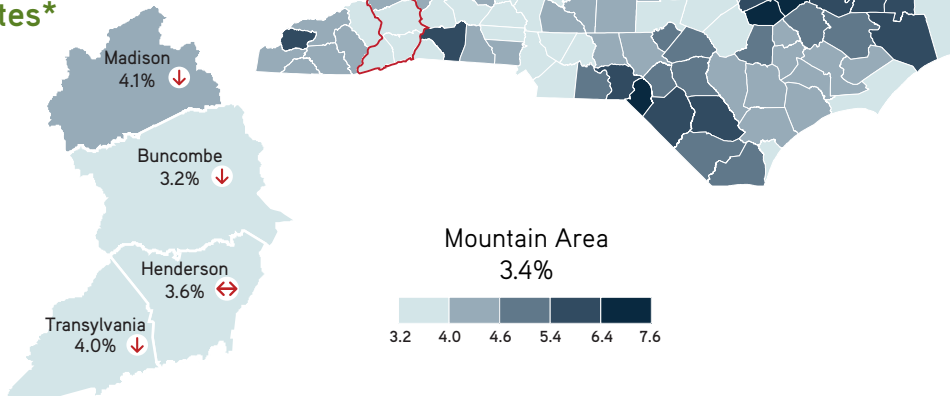 tes*
Madison
4.1%
Buncombe
3.2%
Henderson
3.6%
Transylvania
4.0%
Mountain Area
3.4%
3.2 4.0 4.6 5.4 6.4 7.6